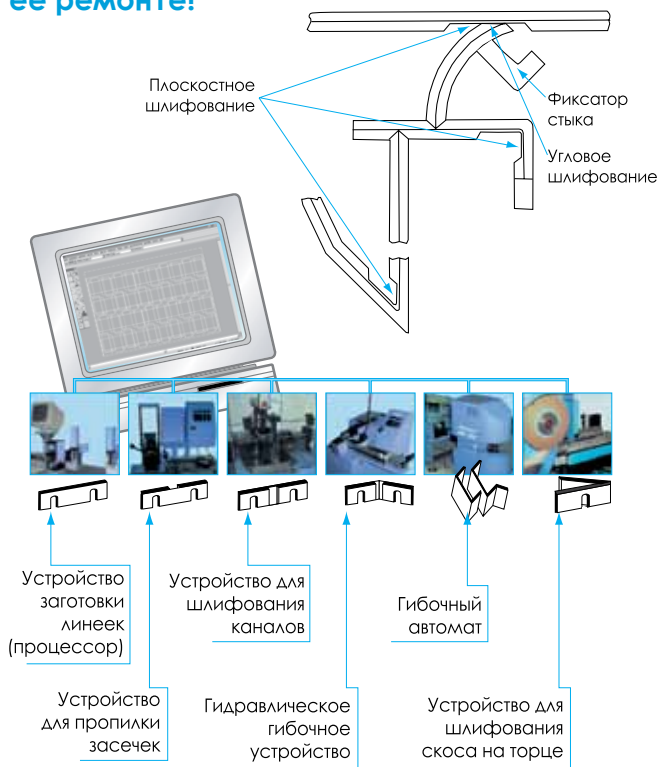 ее ремонте!
Плоскостное
шлифование
Фиксатор
стыка
Угловое
шлифование
Устройство
заготовки
линеек
(процессор)
Устройство для
шлифования
каналов
Гибочный
автомат
Устройство
для пропилки
засечек
Гидравлическое
гибочное
устройство
Устройство для
шлифования
скоса на торце